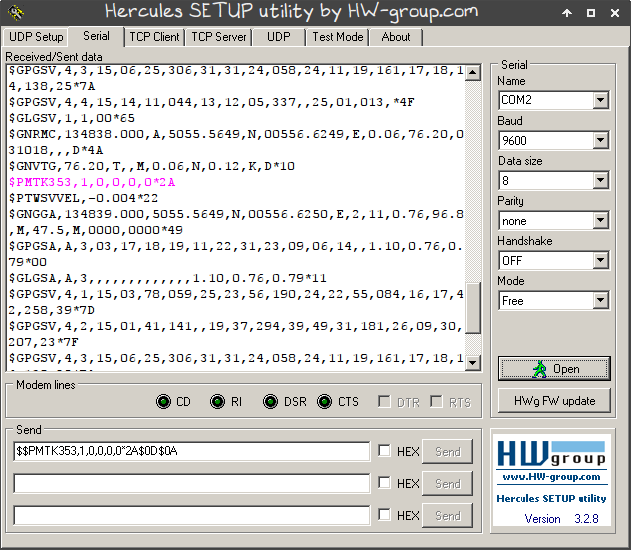 Hercules SETUP utility by HW-group.com
UDP Setup Serial TCP Client TCP Server UDP Test Mode About
Received/Sent data
$GPGSV,4,3,15,06,25,306,31,31,24,058,24,11,19,161,17,18,1
4,138,25*7A
$GPGSV,4,4,15,14,11,044,13,12,05,337,,25,01,013,*4F
$GLGSV,1,1,00*65
$GNRMC,134838.000,A,5055.5649,N,00556.6249,E,0.06,76.20,0
31018,,,D*4A
$GNVTG,76.20,T,,M,0.06,N,0.12,K,D*10
$PMTK353,1,0,0,0,0*2A
$PTWSVVEL,-0.004*22
$GNGGA,134839.000,5055.5649,N,00556.6250,E,2,11,0.76,96.8
,M,47.5,M,0000,0000*49
$GPGSA,A,3,03,17,18,19,11,22,31,23,09,06,14,,1.10,0.76,0.
79*00
$GLGSA,A,3,,,,,,,,,,,,,1.10,0.76,0.79*11
$GPGSV,4,1,15,03,78,059,25,23,56,190,24,22,55,084,16,17,4
2,258,39*7D
$GPGSV,4,2,15,01,41,141,,19,37,294,39,49,31,181,26,09,30,
207,23*7F
$GPGSV,4,3,15,06,25,306,31,31,24,058,24,11,19,161,17,18,1
Serial
Name
COM2
Baud
9600
Data size
8
Parity
none
Handshake
OFF
Mode
Free
Open
HWg FW update
Modem lines
CD RI DSR CTS DTR RTS
Send
$$PMTK353,1,0,0,0,0*2A$0D$0A HEX Send
HEX Send
HEX Send
HW group
www.HW-group.com
Hercules SETUP utility
Version 3.2.8